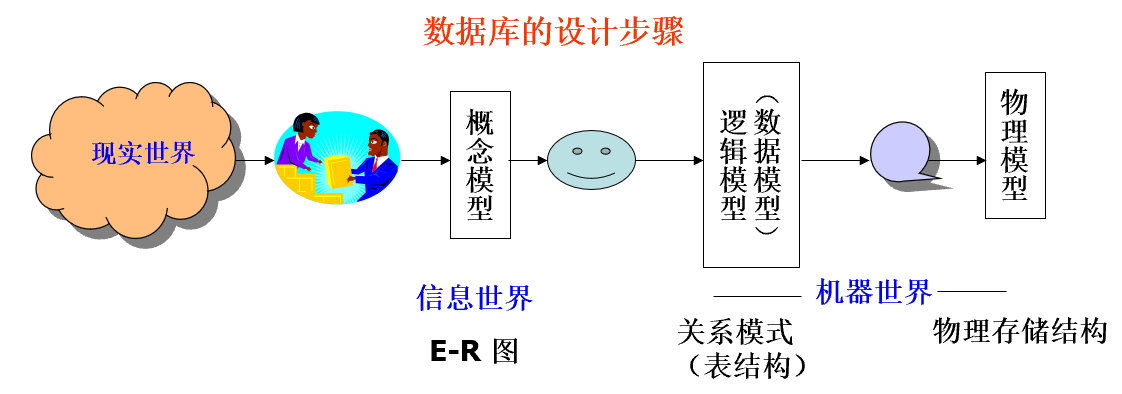 数据库的设计步骤
现实世界
概念模型
逻辑模型
（数据模型）
物理模型
信息世界
机器世界
E-R 图
关系模式
（表结构）
物理存储结构